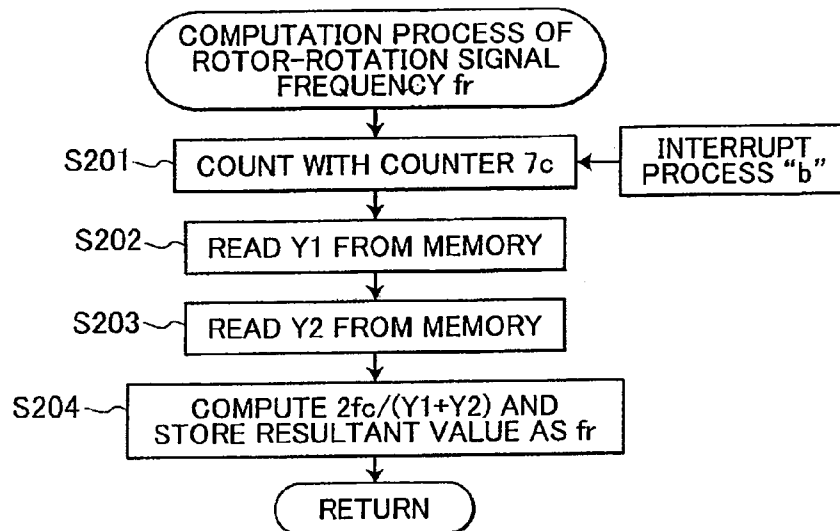 COMPUTATION PROCESS OF
ROTOR-ROTATION SIGNAL
FREQUENCY fr
S201
COUNT WITH COUNTER 7c
INTERRUPT
PROCESS “b”
S202
READ Y1 FROM MEMORY
S203
READ Y2 FROM MEMORY
S204
COMPUTE 2fc/(Y1+Y2) AND
STORE RESULTANT VALUE AS fr
RETURN